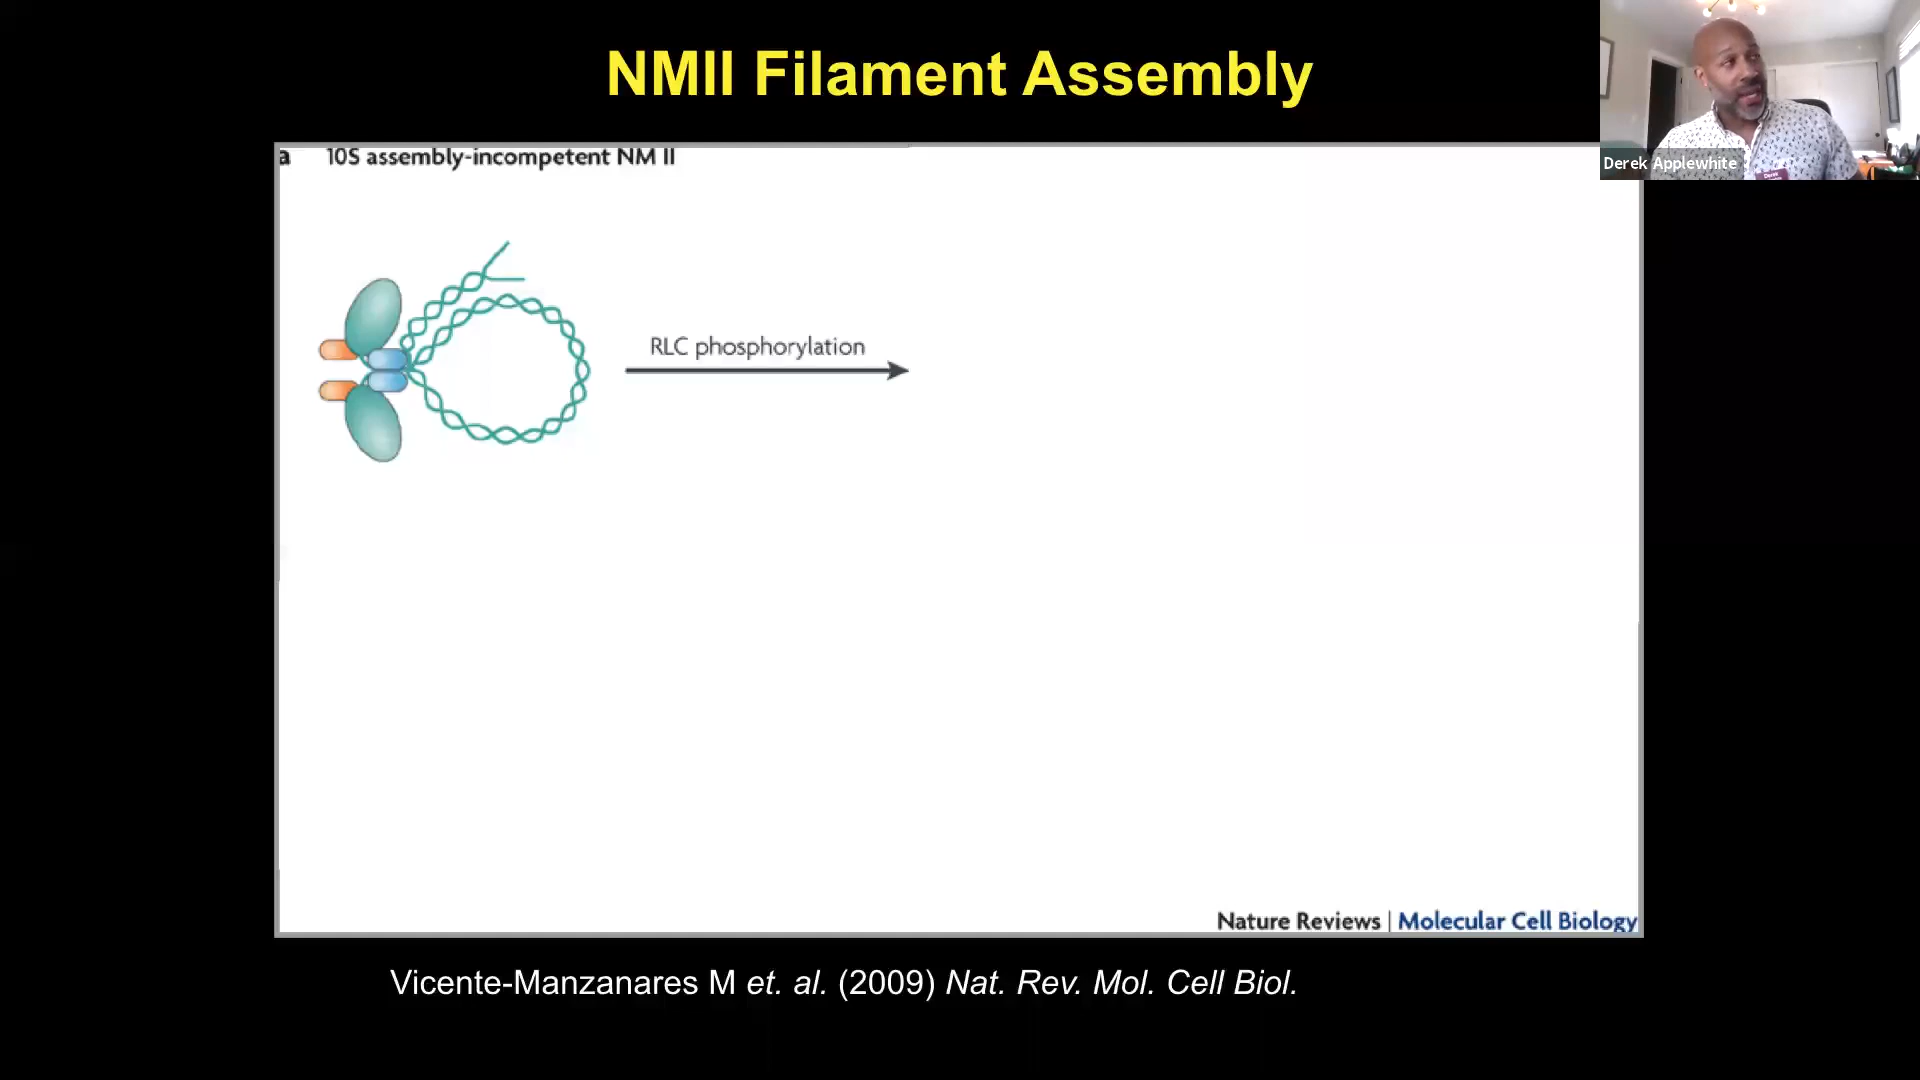 NMII Filament Assembly
Derek Applewhite
a 10S assembly-incompetent NM II
RLC phosphorylation
Nature Reviews | Molecular Cell Biology
Vicente-Manzanares M et. al. (2009) Nat. Rev. Mol. Cell Biol.